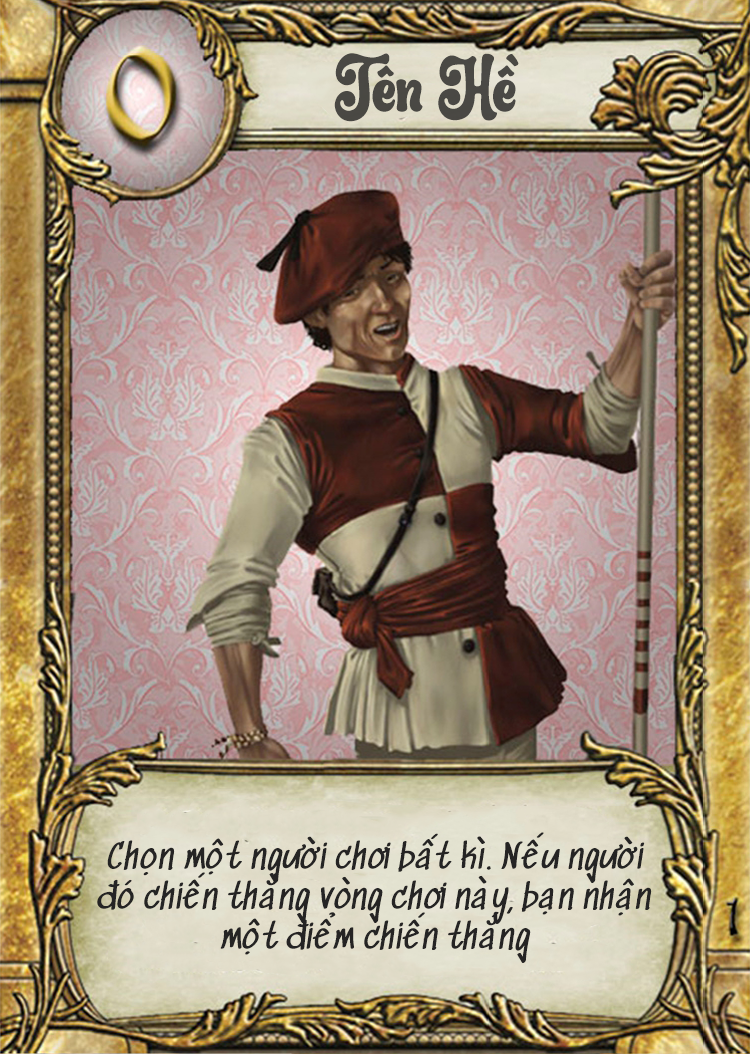 0
Tên Hề
Chọn một người chơi bất kì. Nếu người
đó chiến thắng vòng chơi này, bạn nhận
một điểm chiến thắng
1